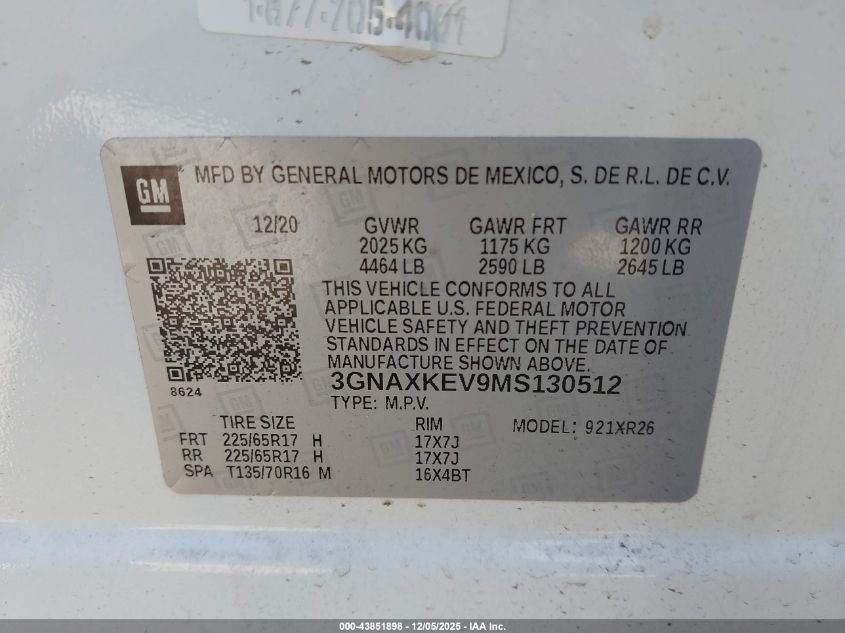 1-877-705-4001
GM
MFD BY GENERAL MOTORS DE MEXICO, S. DE R.L. DE C.V.
12/20 GVWR GAWR FRT GAWR RR
2025 KG 1175 KG 1200 KG
4464 LB 2590 LB 2645 LB
THIS VEHICLE CONFORMS TO ALL
APPLICABLE U.S. FEDERAL MOTOR
VEHICLE SAFETY AND THEFT PREVENTION
STANDARDS IN EFFECT ON THE DATE OF
MANUFACTURE SHOWN ABOVE.
8624
3GNAXKEV9MS130512
TYPE: M.P.V.
TIRE SIZE RIM MODEL: 921XR26
FRT 225/65R17 H 17X7J
RR 225/65R17 H 17X7J
SPA T135/70R16 M 16X4BT
000-43851898 - 12/05/2025 - IAA Inc.